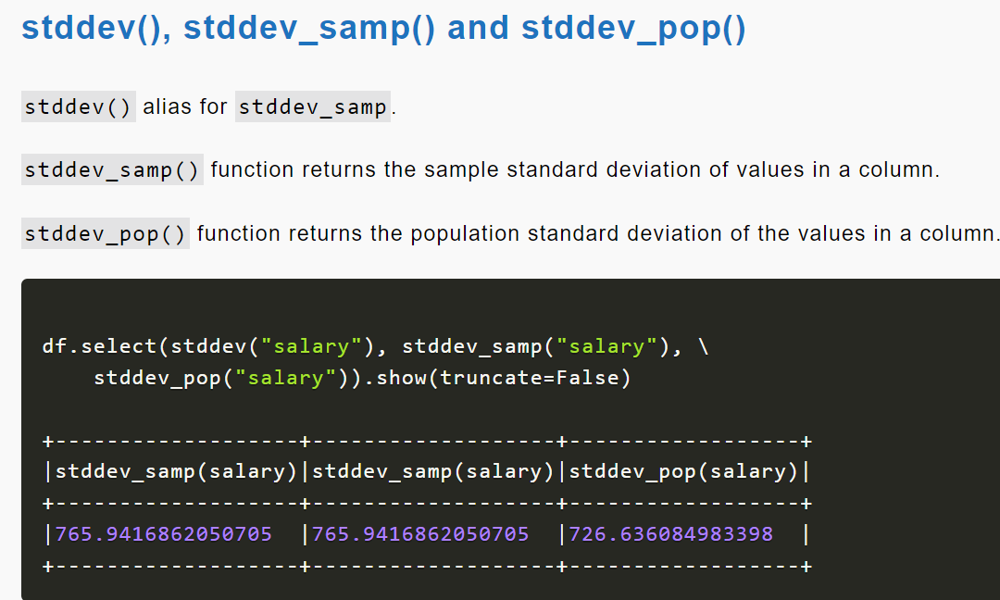 stddev(), stddev_samp() and stddev_pop()
stddev() alias for stddev_samp.
stddev_samp() function returns the sample standard deviation of values in a column.
stddev_pop() function returns the population standard deviation of the values in a column.
df.select(stddev("salary"), stddev_samp("salary"), \
    stddev_pop("salary")).show(truncate=False)
+-------------------+-------------------+------------------+
|stddev_samp(salary)|stddev_samp(salary)|stddev_pop(salary)|
+-------------------+-------------------+------------------+
|765.9416862050705  |765.9416862050705  |726.636084983398  |
+-------------------+-------------------+------------------+